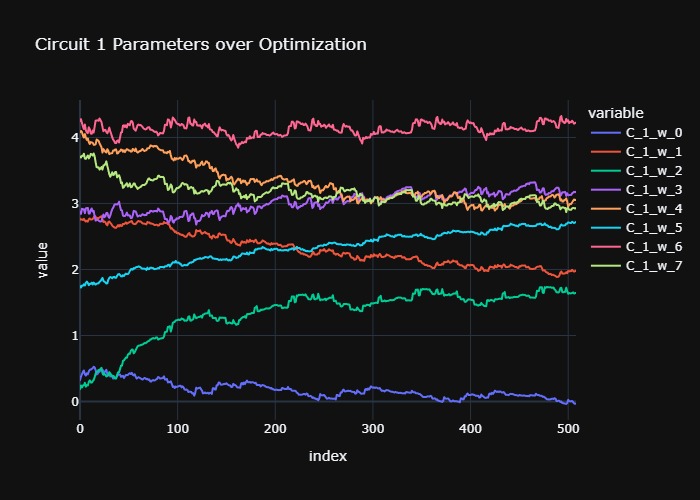 Circuit 1 Parameters over Optimization
variable
C_1_w_0
C_1_w_1
C_1_w_2
C_1_w_3
C_1_w_4
C_1_w_5
C_1_w_6
C_1_w_7
value
4
3
2
1
0
0 100 200 300 400 500
index